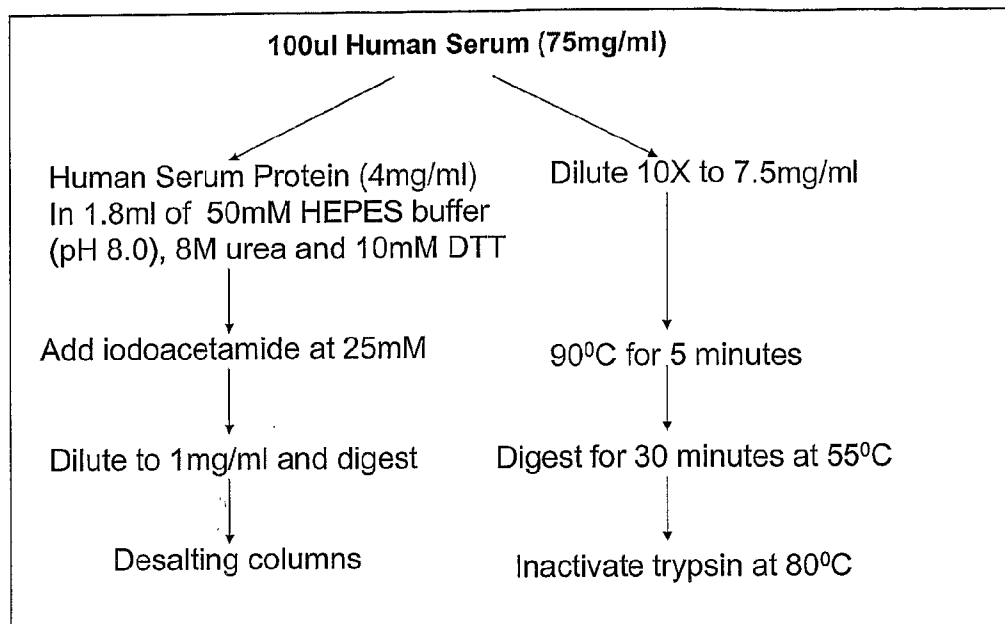 100ul Human Serum (75mg/ml)
Human Serum Protein (4mg/ml)
In 1.8ml of 50mM HEPES buffer
(pH 8.0), 8M urea and 10mM DTT
Add iodoacetamide at 25mM
Dilute to 1mg/ml and digest
Desalting columns
Dilute 10X to 7.5mg/ml
90⁰C for 5 minutes
Digest for 30 minutes at 55⁰C
Inactivate trypsin at 80⁰C